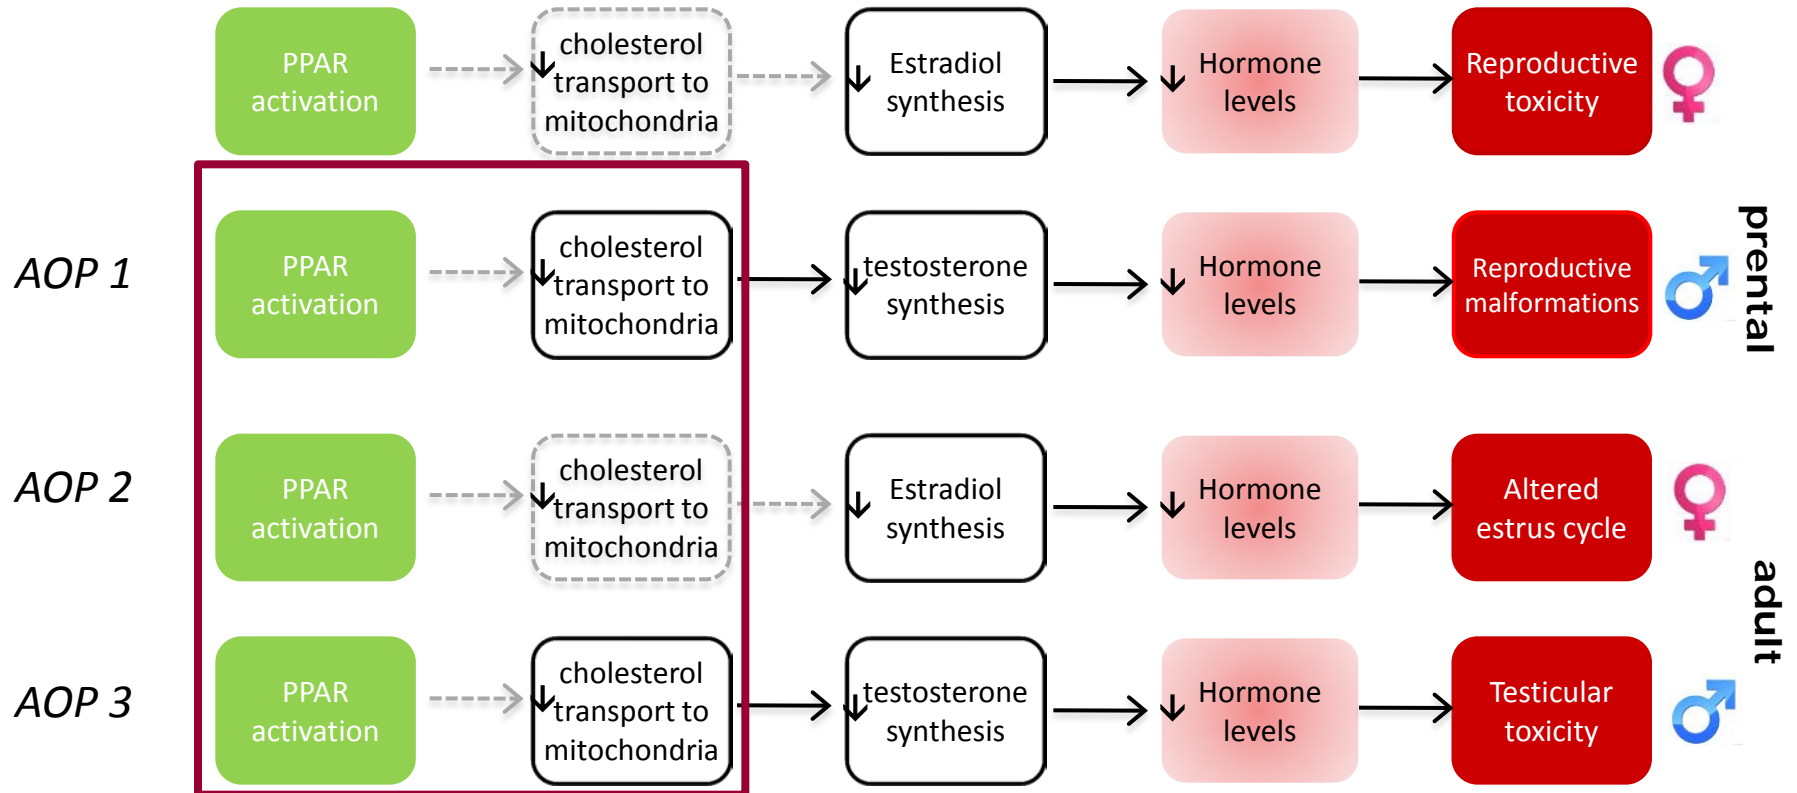 PPAR
activation
cholesterol
transport to
mitochondria
Estradiol
synthesis
Hormone
levels
Reproductive
toxicity
AOP 1
PPAR
activation
cholesterol
transport to
mitochondria
testosterone
synthesis
Hormone
levels
Reproductive
malformations
prental
AOP 2
PPAR
activation
cholesterol
transport to
mitochondria
Estradiol
synthesis
Hormone
levels
Altered
estrus cycle
adult
AOP 3
PPAR
activation
cholesterol
transport to
mitochondria
testosterone
synthesis
Hormone
levels
Testicular
toxicity